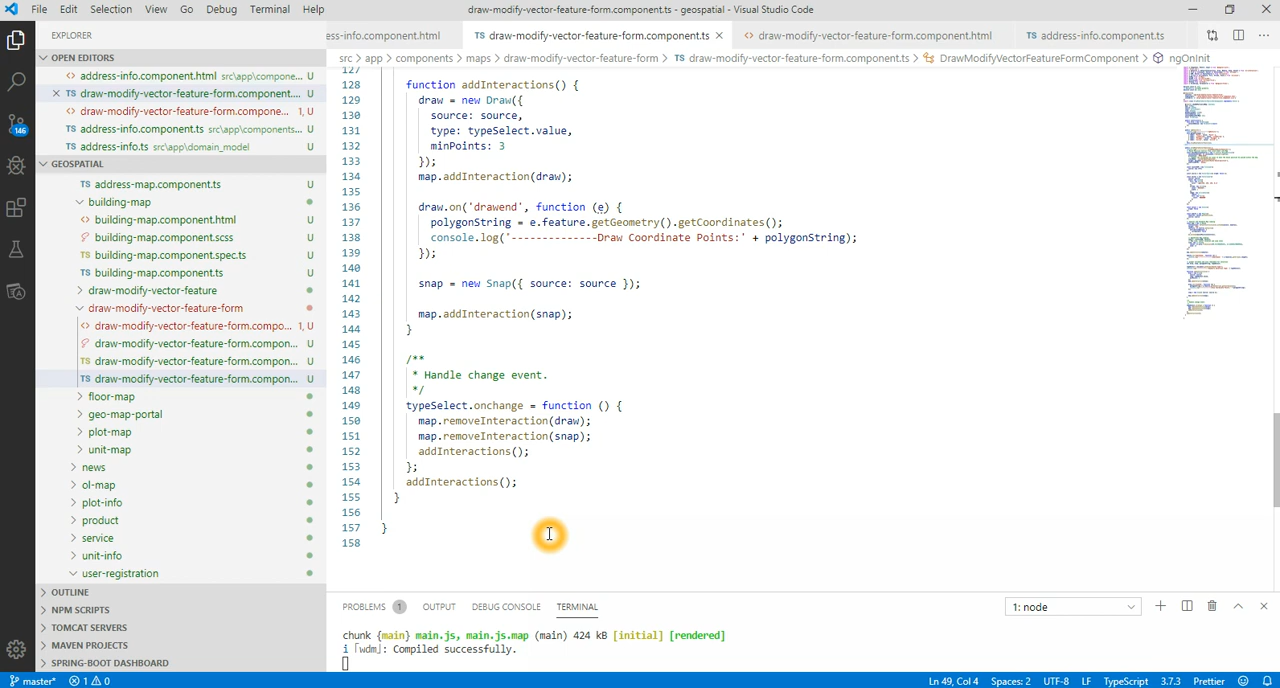 File Edit Selection View Go Debug Terminal Help
draw-modify-vector-feature-form.component.ts - geospatial - Visual Studio Code
EXPLORER
ess-info.component.html
TS draw-modify-vector-feature-form.component.ts ×
<> draw-modify-vector-feature-form.component.html
TS address-info.component.ts
OPEN EDITORS
src > app > components > maps > draw-modify-vector-feature-form > TS draw-modify-vector-feature-form.component.ts > DrawModifyVectorFeatureFormComponent > ngOnInit
<> address-info.component.html src\app\compone... U
× TS draw-modify-vector-feature-form.component.... U
<> draw-modify-vector-feature-form.compone... 1, U
TS address-info.component.ts src\app\components... U
TS address-info.ts src\app\domain_model U
GEOSPATIAL
TS address-map.component.ts U
building-map
<> building-map.component.html U
building-map.component.scss U
TS building-map.component.spec.ts U
TS building-map.component.ts U
> draw-modify-vector-feature
draw-modify-vector-feature-form
<> draw-modify-vector-feature-form.compo... 1, U
draw-modify-vector-feature-form.compon... U
TS draw-modify-vector-feature-form.compon... U
TS draw-modify-vector-feature-form.compon... U
> floor-map
> geo-map-portal
> plot-map
> unit-map
> news
> ol-map
> plot-info
> product
> service
> unit-info
user-registration
> OUTLINE
> NPM SCRIPTS
> TOMCAT SERVERS
> MAVEN PROJECTS
> SPRING-BOOT DASHBOARD
146
127
128 function addInteractions()
129 draw = new Draw({
130 source: source,
131 type: typeSelect.value,
132 minPoints: 3
133 });
134 map.addInteraction(draw);
135
136 draw.on('drawend', function (e) {
137 polygonString = e.feature.getGeometry().getCoordinates();
138 console.lo------------------Draw Coordinate Points:' + polygonString);
139 });
140
141 snap = new Snap({ source: source });
142
143 map.addInteraction(snap);
144 }
145
146 /**
147 * Handle change event.
148 */
149 typeSelect.onchange = function () {
150 map.removeInteraction(draw);
151 map.removeInteraction(snap);
152 addInteractions();
153 };
154 addInteractions();
155 }
156
157 }
158
PROBLEMS 1 OUTPUT DEBUG CONSOLE TERMINAL 1: node
chunk {main} main.js, main.js.map (main) 424 kB [initial] [rendered]
i ｢wdm｣: Compiled successfully.
master* 1 0 Ln 49, Col 4 Spaces: 2 UTF-8 LF TypeScript 3.7.3 Prettier